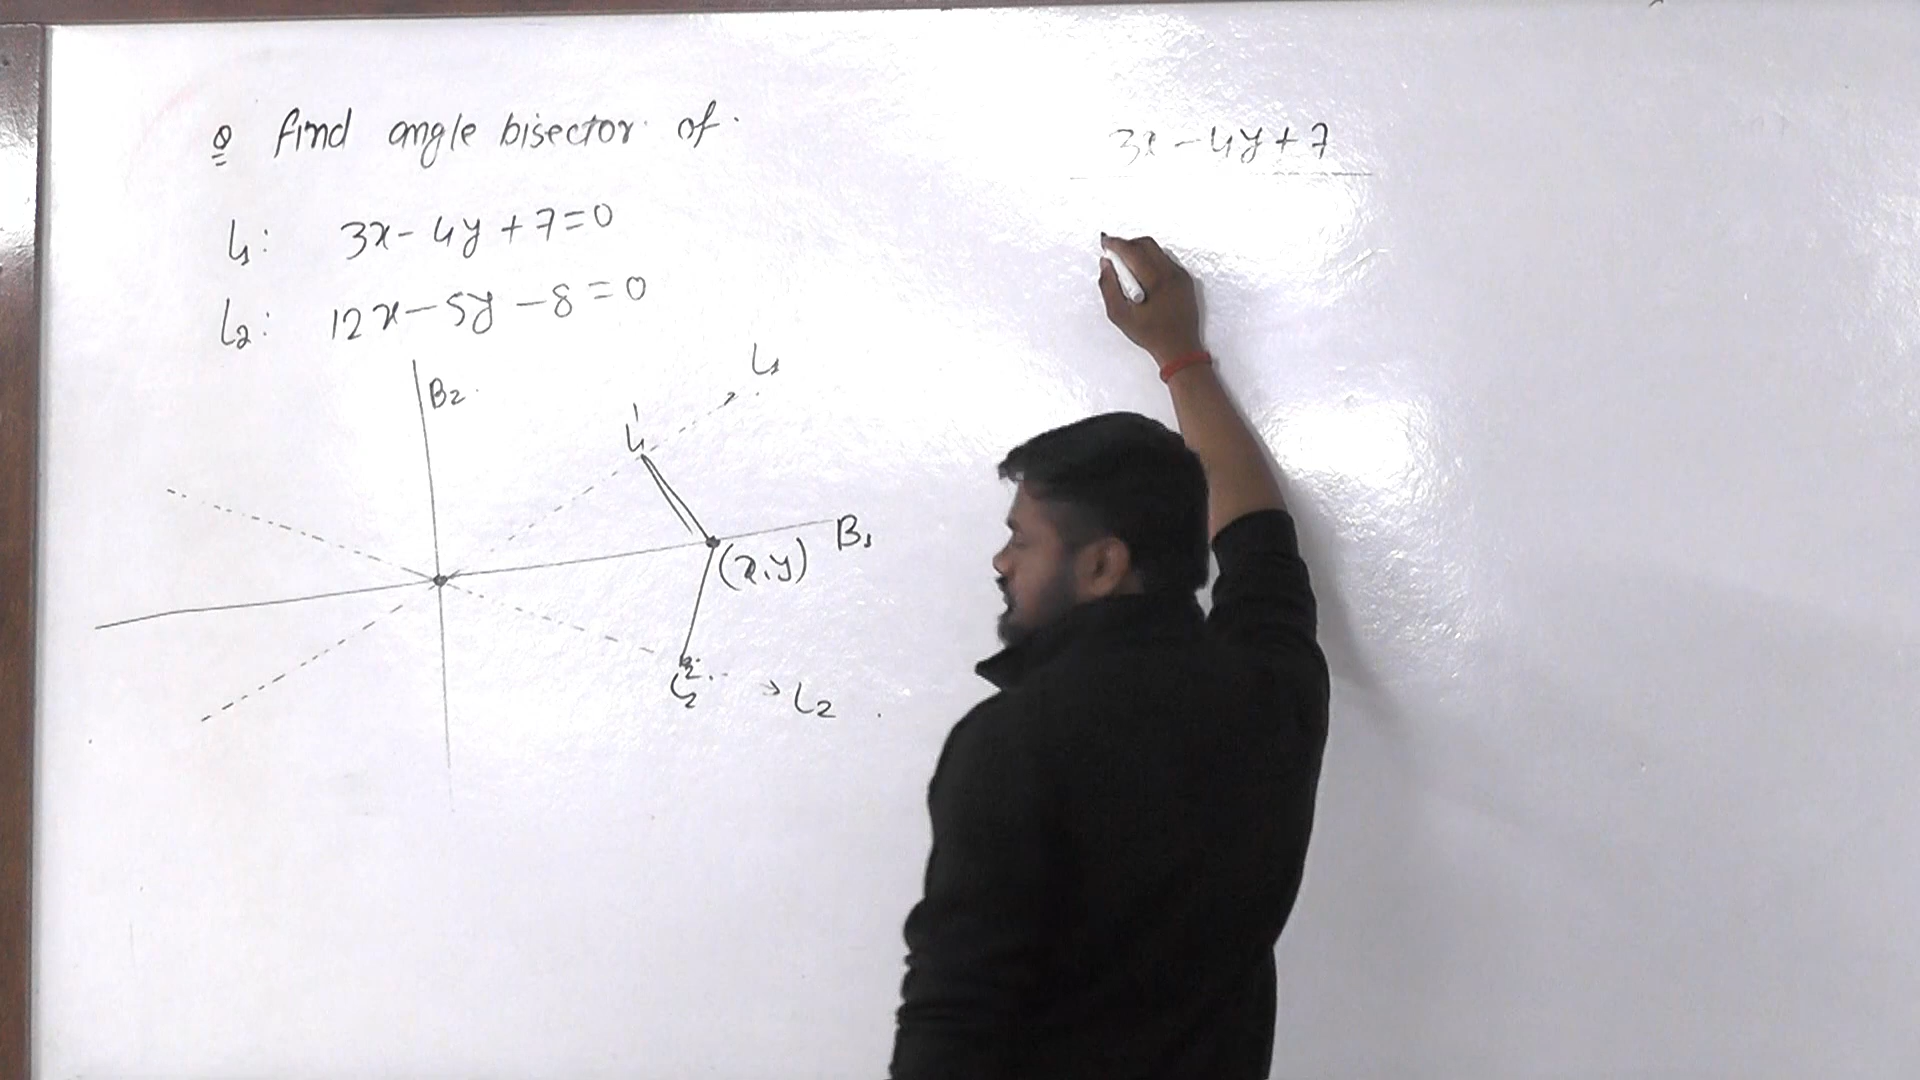 Q Find angle bisector of.
L1: 3x - 4y + 7 = 0
L2: 12x - 5y - 8 = 0
3x - 4y + 7
B2.
L1
L1'
B1
(x,y)
L2